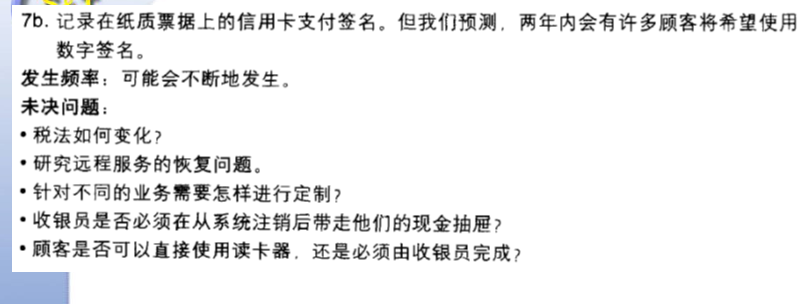 7b. 记录在纸质票据上的信用卡支付签名。但我们预测，两年内会有许多顾客将希望使用
数字签名。
发生频率：可能会不断地发生。
未决问题：
• 税法如何变化？
• 研究远程服务的恢复问题。
• 针对不同的业务需要怎样进行定制？
• 收银员是否必须在从系统注销后带走他们的现金抽屉？
• 顾客是否可以直接使用读卡器，还是必须由收银员完成？